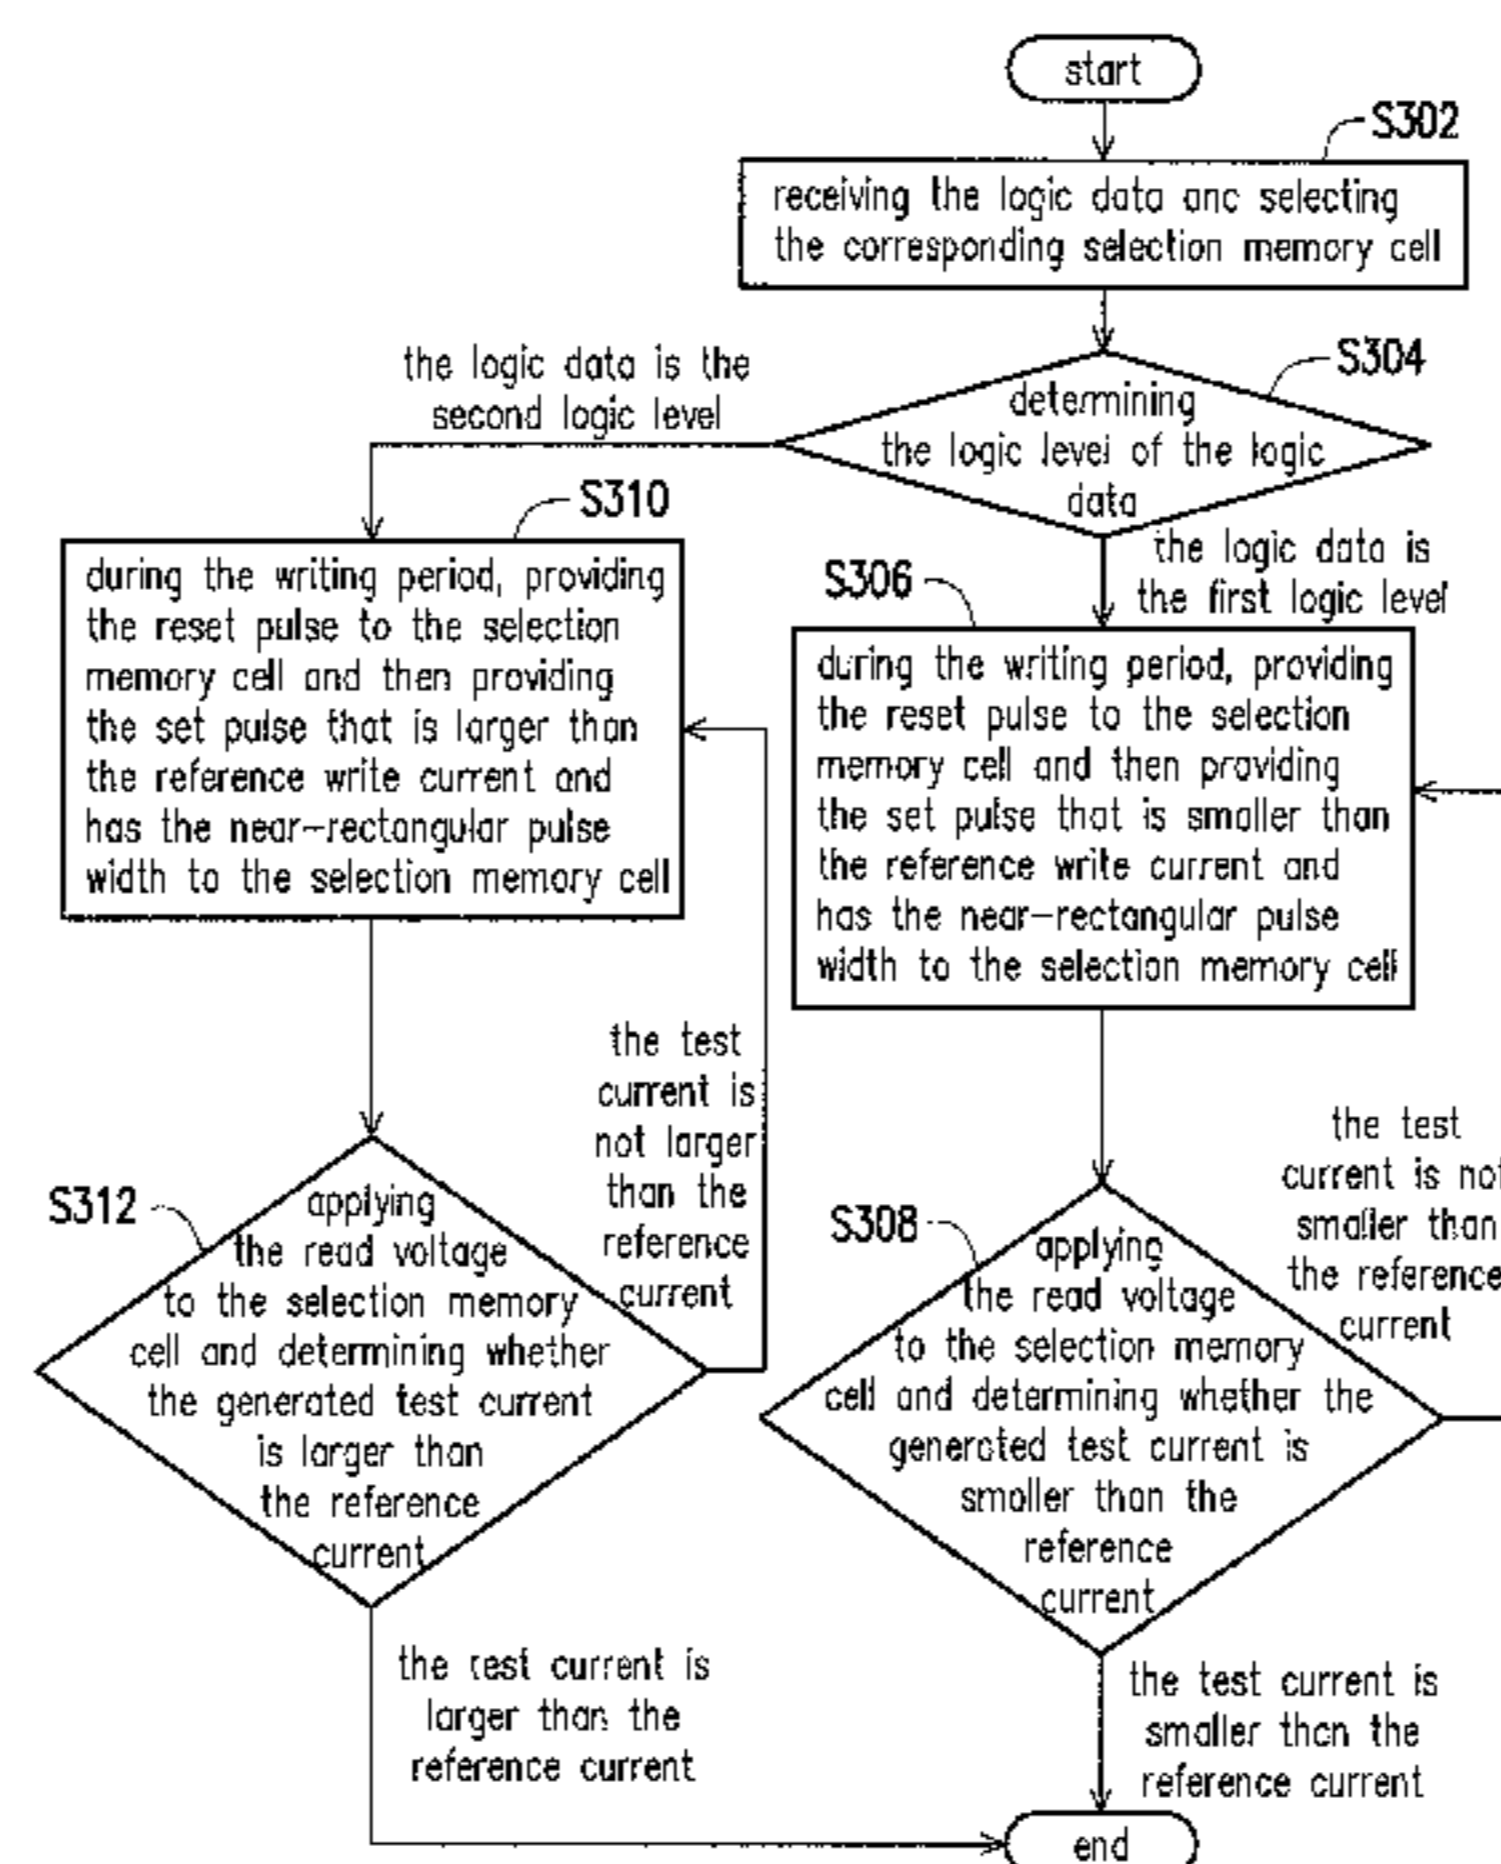 start
S302
receiving the logic data anc selecting
the corresponding selection memory cell
S304
determining
the logic level of the logic
data
the logic data is the
second logic level
the logic data is
the first logic level
S310
during the writing period, providing
the reset pulse to the selection
memory cell and then providing
the set pulse that is larger than
the reference write current and
has the near-rectangular pulse
width to the selection memory cell
S306
during the writing period, providing
the reset pulse to the selection
memory cell and then providing
the set pulse that is smaller than
the reference write current and
has the near-rectangular pulse
width to the selection memory cell
the test
current is
not larger
than the
reference
current
S312
applying
the read voltage
to the selection memory
cell and determining whether
the generated test current
is larger than
the reference
current
the test
current is not
smaller than
the reference
current
S308
applying
the read voltage
to the selection memory
cell and determining whether the
generated test current is
smaller than the
reference
current
the test current is
larger than the
reference current
the test current is
smaller than the
reference current
end